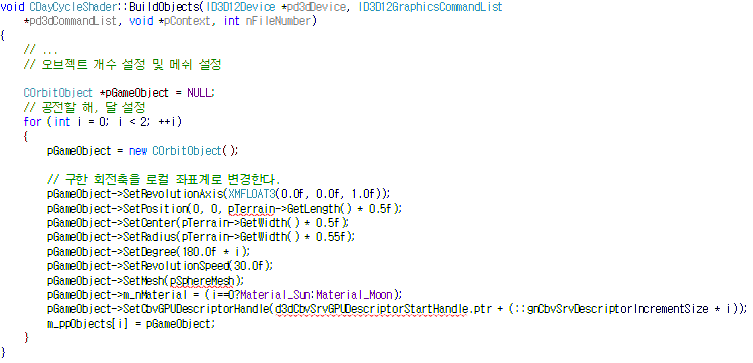 void CDayCycleShader::BuildObjects(ID3D12Device *pd3dDevice, ID3D12GraphicsCommandList
*pd3dCommandList, void *pContext, int nFileNumber)
{
// ...
// 오브젝트 개수 설정 및 메쉬 설정
COrbitObject *pGameObject = NULL;
// 공전할 해, 달 설정
for (int i = 0; i < 2; ++i)
{
pGameObject = new COrbitObject();
// 구한 회전축을 로컬 좌표계로 변경한다.
pGameObject->SetRevolutionAxis(XMFLOAT3(0.0f, 0.0f, 1.0f));
pGameObject->SetPosition(0, 0, pTerrain->GetLength() * 0.5f);
pGameObject->SetCenter(pTerrain->GetWidth() * 0.5f);
pGameObject->SetRadius(pTerrain->GetWidth() * 0.55f);
pGameObject->SetDegree(180.0f * i);
pGameObject->SetRevolutionSpeed(30.0f);
pGameObject->SetMesh(pSphereMesh);
pGameObject->m_nMaterial = (i==0?Material_Sun:Material_Moon);
pGameObject->SetCbvGPUDescriptorHandle(d3dCbvSrvGPUDescriptorStartHandle.ptr + (::gnCbvSrvDescriptorIncrementSize * i));
m_ppObjects[i] = pGameObject;
}
}